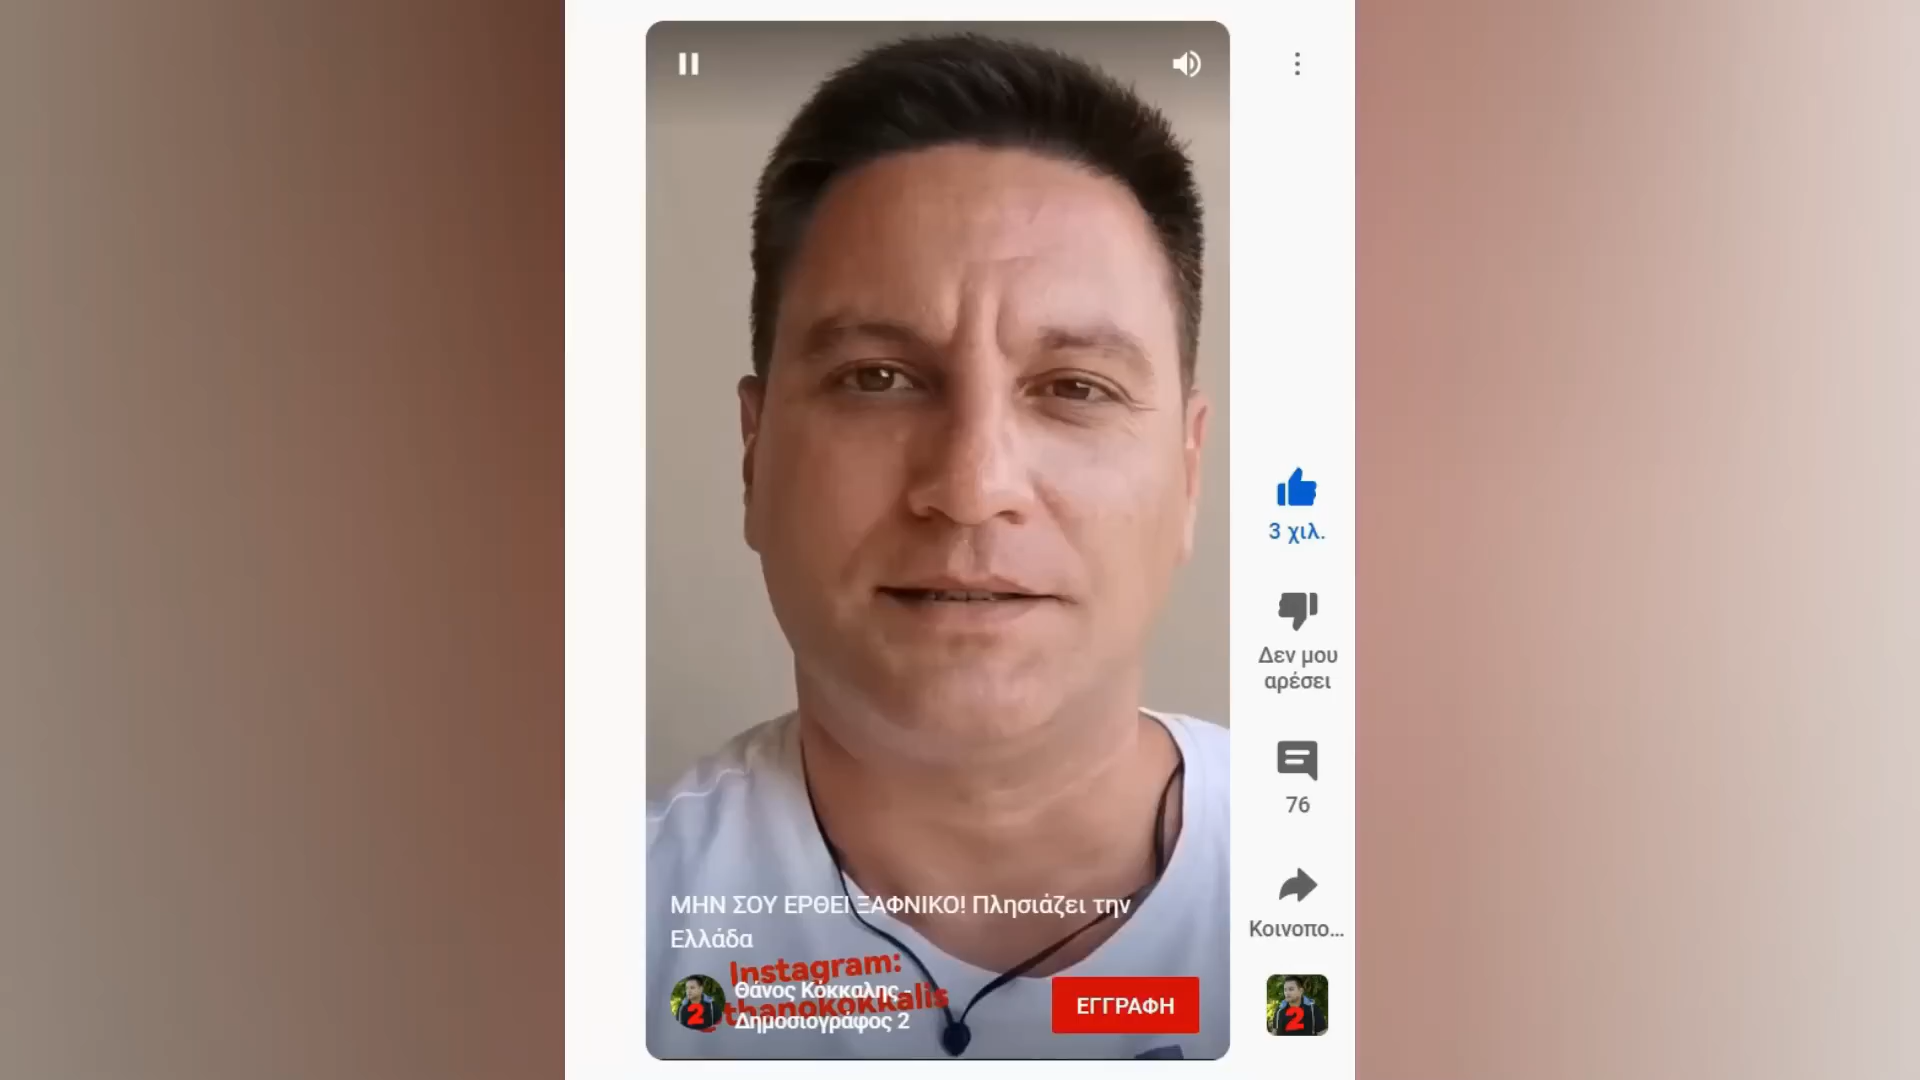 3 χιλ.
Δεν μου
αρέσει
76
Κοινοπο...
ΜΗΝ ΣΟΥ ΕΡΘΕΙ ΞΑΦΝΙΚΟ! Πλησιάζει την
Ελλάδα
Instagram:
thanokokkalis
Θάνος Κόκκαλης -
Δημοσιογράφος 2
ΕΓΓΡΑΦΗ
2
2